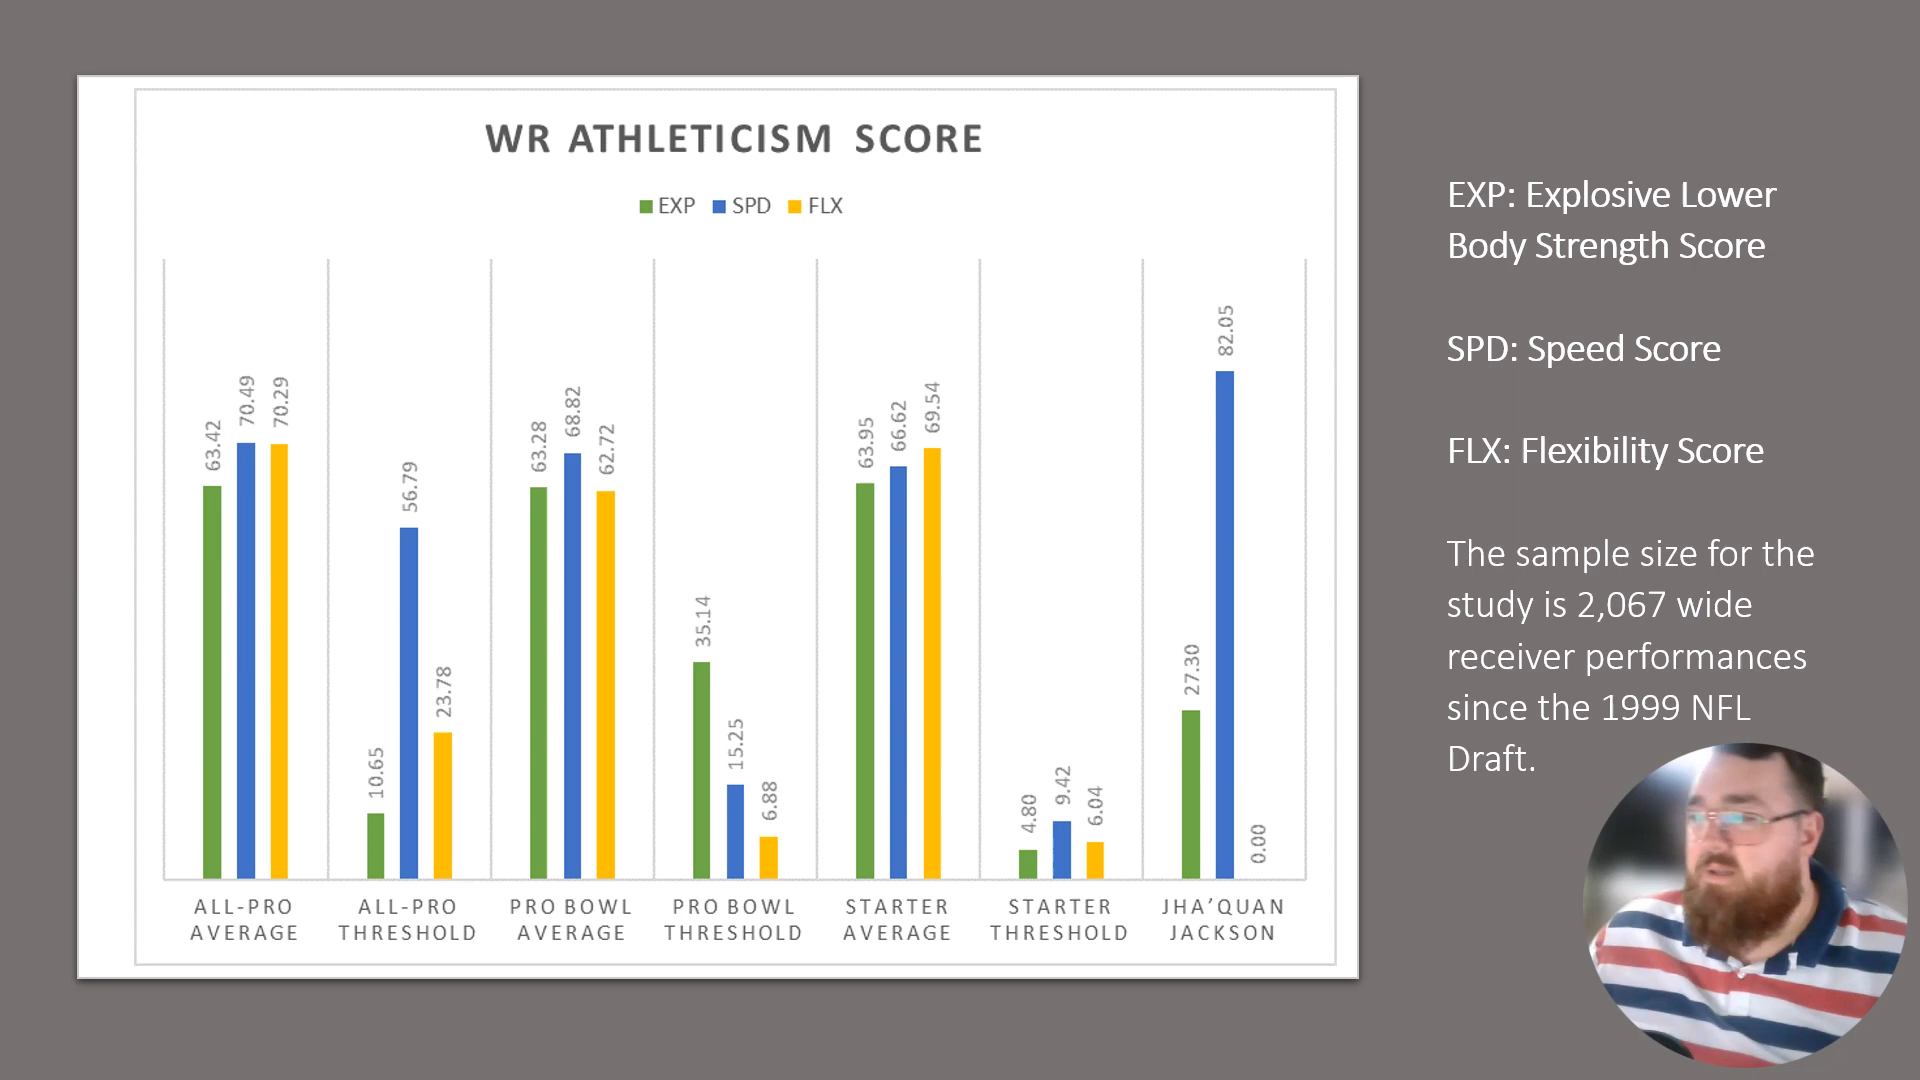 WR ATHLETICISM SCORE
EXP SPD FLX
63.42 70.49 70.29
10.65 56.79 23.78
63.28 68.82 62.72
35.14 15.25 6.88
63.95 66.62 69.54
4.80 9.42 6.04
27.30 82.05 0.00
ALL-PRO AVERAGE
ALL-PRO THRESHOLD
PRO BOWL AVERAGE
PRO BOWL THRESHOLD
STARTER AVERAGE
STARTER THRESHOLD
JHA’QUAN JACKSON
EXP: Explosive Lower
Body Strength Score
SPD: Speed Score
FLX: Flexibility Score
The sample size for the
study is 2,067 wide
receiver performances
since the 1999 NFL
Draft.